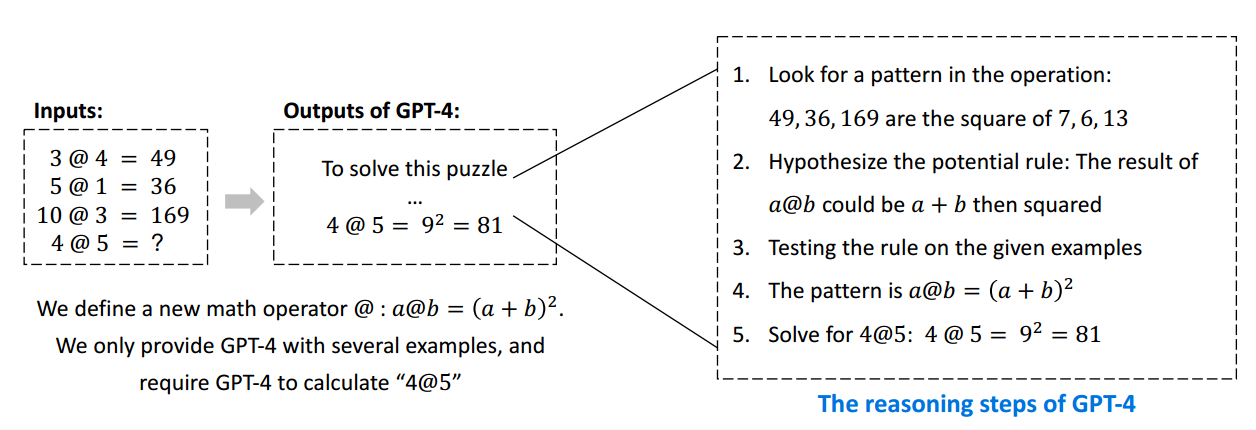 Inputs:
3 @ 4 = 49
5 @ 1 = 36
10 @ 3 = 169
4 @ 5 = ?
Outputs of GPT-4:
To solve this puzzle
...
4 @ 5 = 9² = 81
We define a new math operator @ : a@b = (a + b)².
We only provide GPT-4 with several examples, and
require GPT-4 to calculate “4@5”
1. Look for a pattern in the operation:
49, 36, 169 are the square of 7, 6, 13
2. Hypothesize the potential rule: The result of
a@b could be a + b then squared
3. Testing the rule on the given examples
4. The pattern is a@b = (a + b)²
5. Solve for 4@5: 4 @ 5 = 9² = 81
The reasoning steps of GPT-4